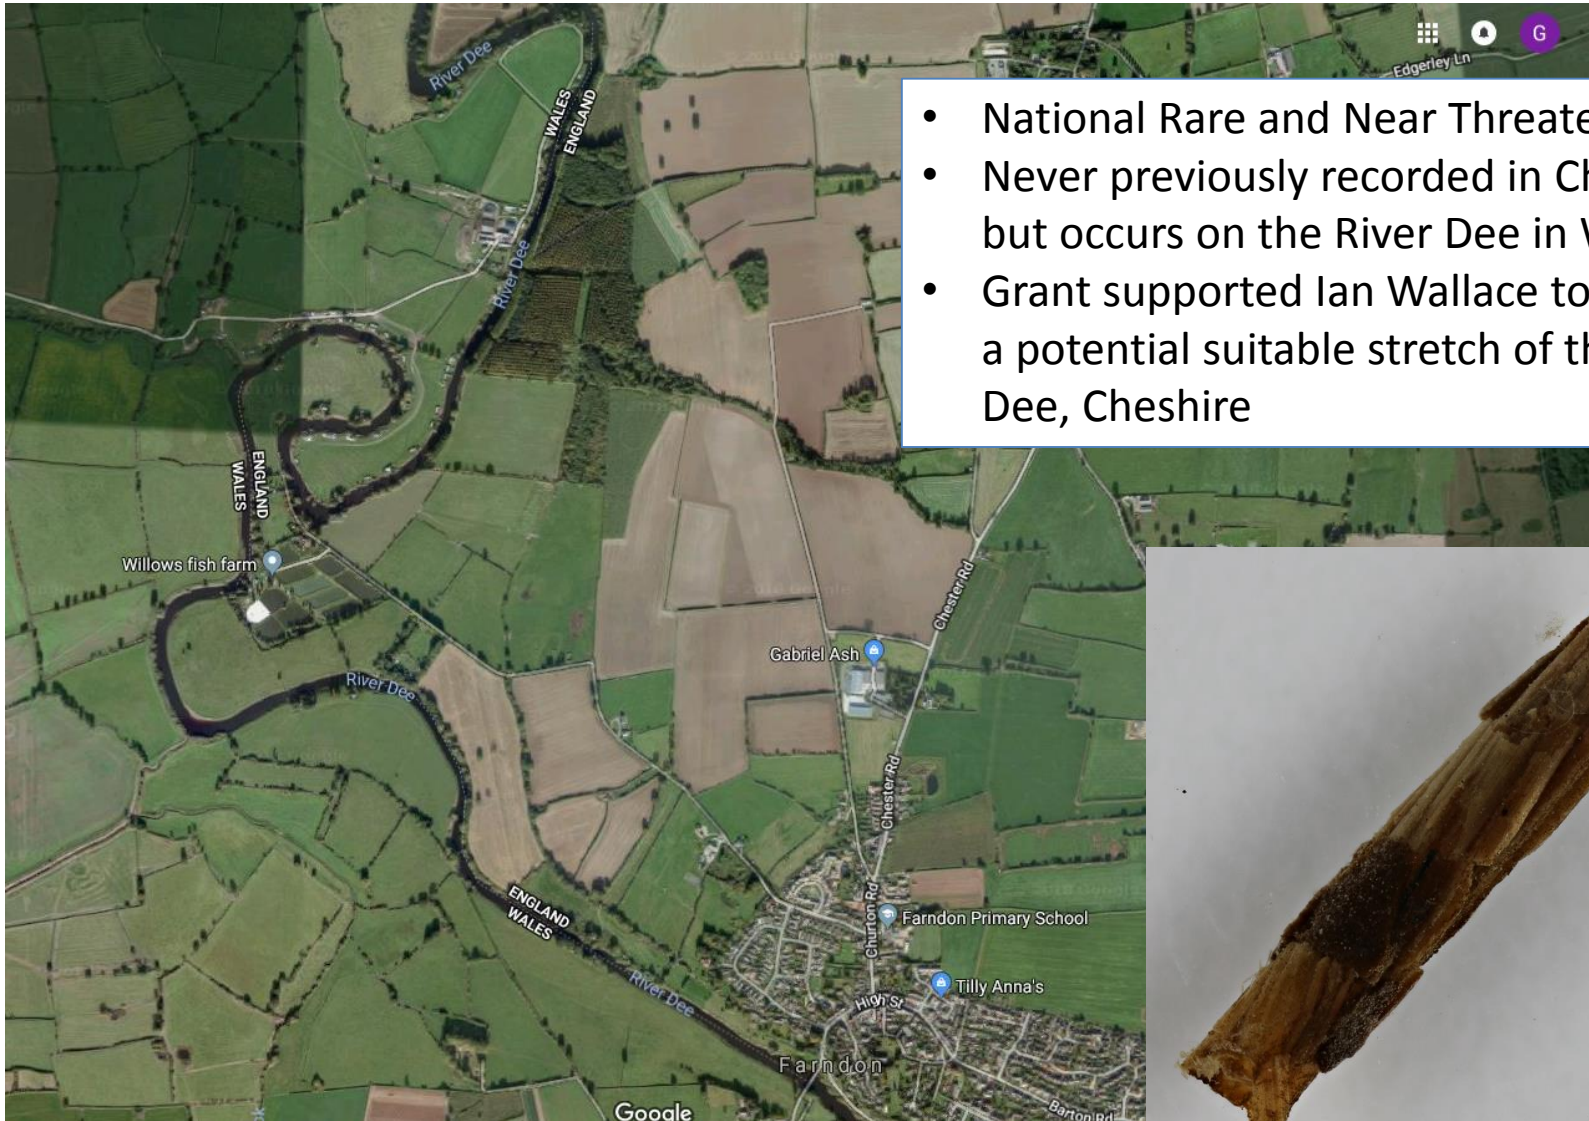 River Dee
WALES
ENGLAND
G
Edgerley Ln
• National Rare and Near Threate
• Never previously recorded in Ch
but occurs on the River Dee in W
• Grant supported Ian Wallace to
a potential suitable stretch of th
Dee, Cheshire
River Dee
ENGLAND
WALES
Willows fish farm
Chester Rd
Gabriel Ash
River Dee
Chester Rd
Churton Rd
ENGLAND
WALES
Farndon Primary School
River Dee
Tilly Anna's
High St
Farndon
Google
Barton Rd